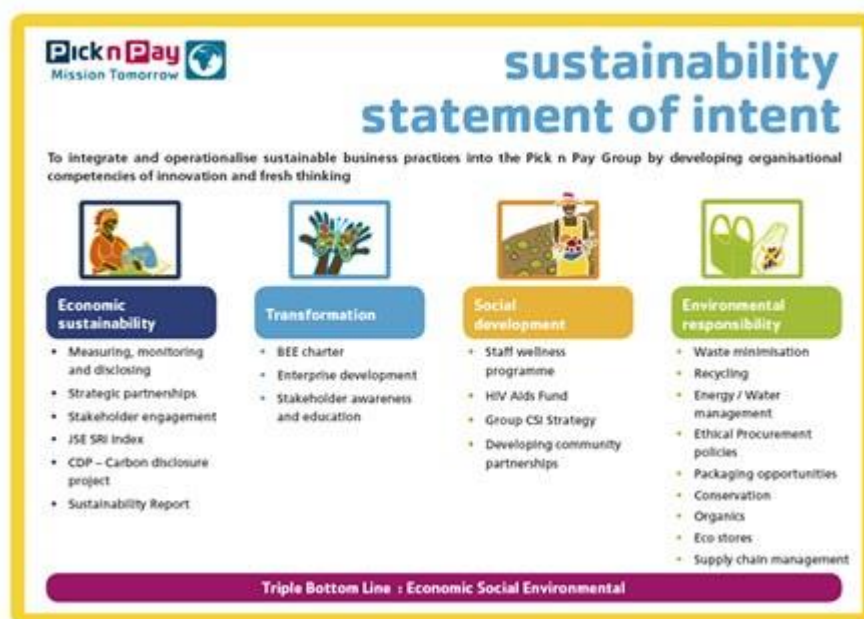 Pick n Pay
Mission Tomorrow
sustainability
statement of intent
To integrate and operationalise sustainable business practices into the Pick n Pay Group by developing organisational
competencies of innovation and fresh thinking
Economic
sustainability
• Measuring, monitoring
and disclosing
• Strategic partnerships
• Stakeholder engagement
• JSE SRI Index
• CDP – Carbon disclosure
project
• Sustainability Report
Transformation
• BEE charter
• Enterprise development
• Stakeholder awareness
and education
Social
development
• Staff wellness
programme
• HIV Aids Fund
• Group CSI Strategy
• Developing community
partnerships
Environmental
responsibility
• Waste minimisation
• Recycling
• Energy / Water
management
• Ethical Procurement
policies
• Packaging opportunities
• Conservation
• Organics
• Eco stores
• Supply chain management
Triple Bottom Line : Economic Social Environmental